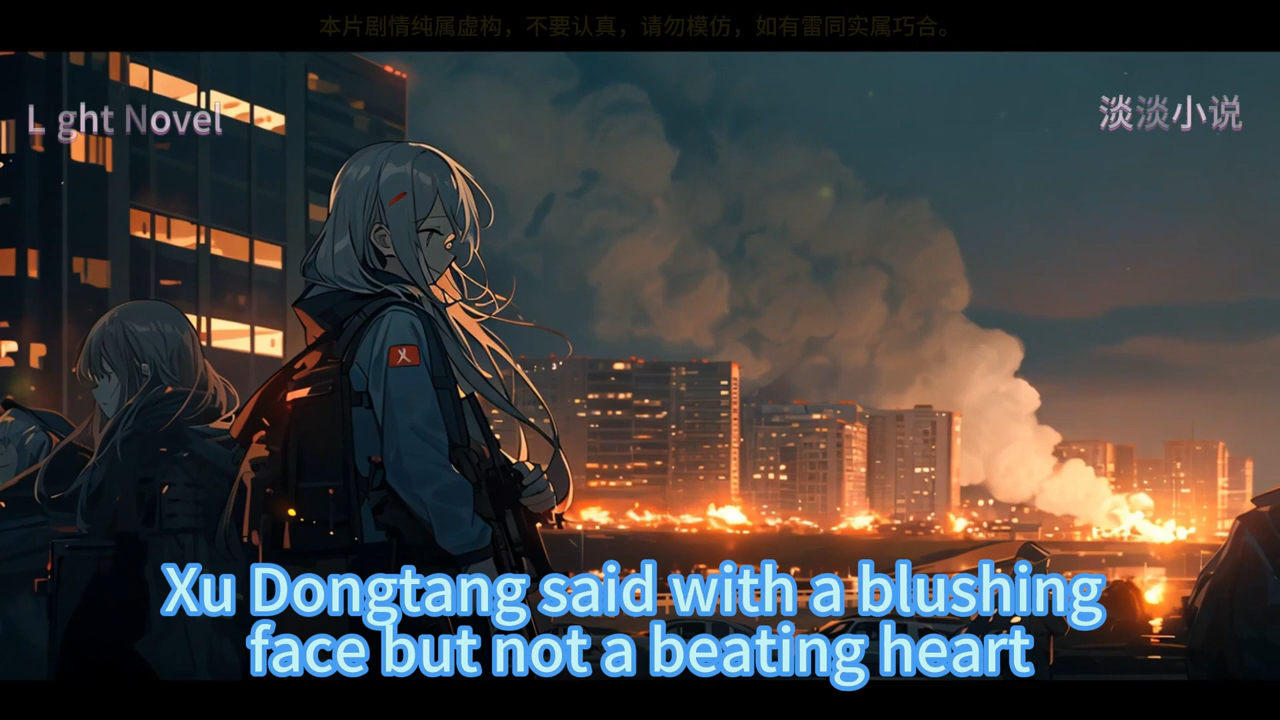 本片剧情纯属虚构，不要认真，请勿模仿，如有雷同实属巧合。
L ght Novel
淡淡小说
Xu Dongtang said with a blushing
face but not a beating heart